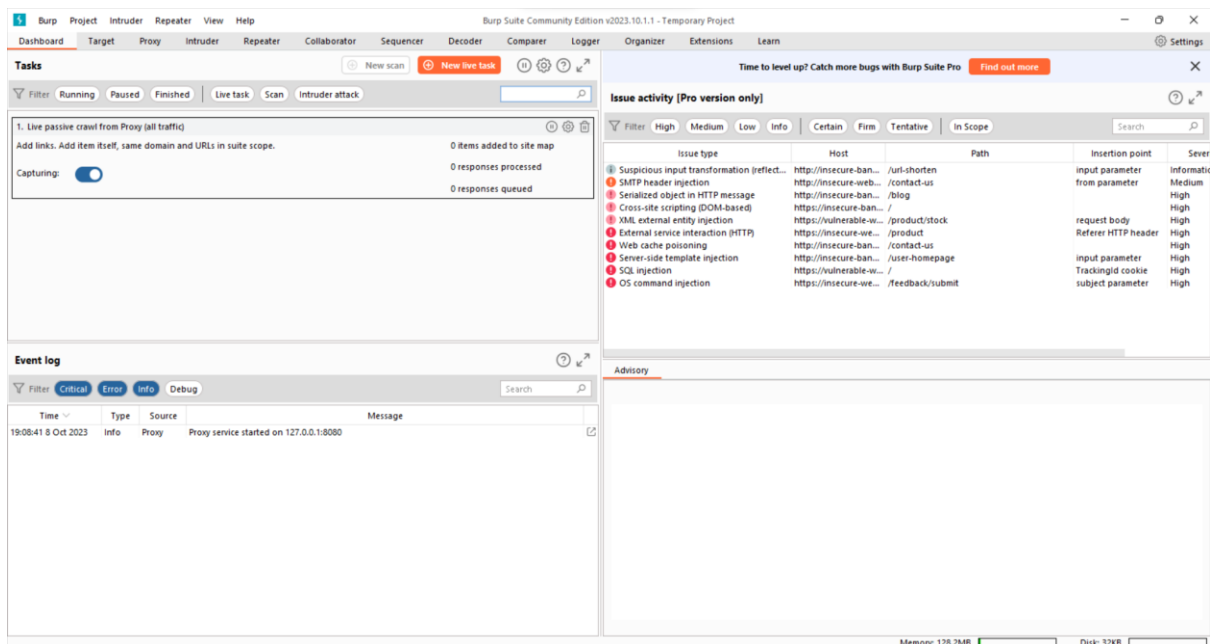 Burp Project Intruder Repeater View Help Burp Suite Community Edition v2023.10.1.1 - Temporary Project
Dashboard Target Proxy Intruder Repeater Collaborator Sequencer Decoder Comparer Logger Organizer Extensions Learn Settings
Tasks New scan New live task
Filter Running Paused Finished Live task Scan Intruder attack
1. Live passive crawl from Proxy (all traffic)
Add links. Add item itself, same domain and URLs in suite scope. 0 items added to site map
Capturing: 0 responses processed
0 responses queued
Event log
Filter Critical Error Info Debug Search
Time Type Source Message
19:08:41 8 Oct 2023 Info Proxy Proxy service started on 127.0.0.1:8080
Time to level up? Catch more bugs with Burp Suite Pro Find out more
Issue activity [Pro version only]
Filter High Medium Low Info Certain Firm Tentative In Scope Search
Issue type Host Path Insertion point Sever
Suspicious input transformation (reflect... http://insecure-ban... /url-shorten input parameter Informatic
SMTP header injection http://insecure-web... /contact-us from parameter Medium
Serialized object in HTTP message http://insecure-ban... /blog High
Cross-site scripting (DOM-based) https://insecure-ban... / High
XML external entity injection https://vulnerable-w... /product/stock request body High
External service interaction (HTTP) https://insecure-we... /product Referer HTTP header High
Web cache poisoning http://insecure-ban... /contact-us High
Server-side template injection http://insecure-ban... /user-homepage input parameter High
SQL injection https://vulnerable-w... / TrackingId cookie High
OS command injection https://insecure-we... /feedback/submit subject parameter High
Advisory
Memory: 128.2MB Disk: 32KB